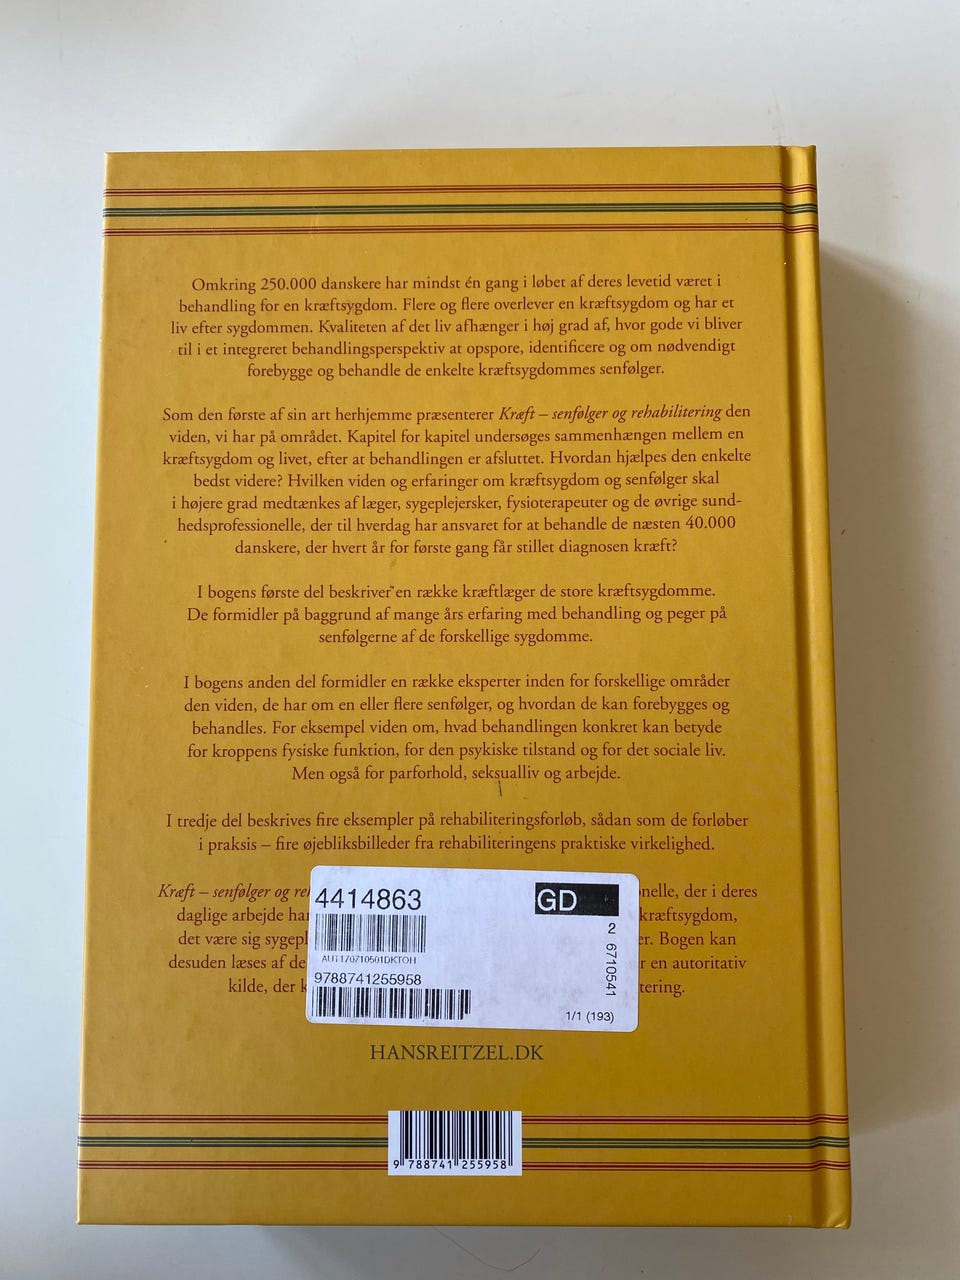 Omkring 250.000 danskere har mindst én gang i løbet af deres levetid været i
behandling for en kræftsygdom. Flere og flere overlever en kræftsygdom og har et
liv efter sygdommen. Kvaliteten af det liv afhænger i høj grad af, hvor gode vi bliver
til i et integreret behandlingsperspektiv at opspore, identificere og om nødvendigt
forebygge og behandle de enkelte kræftsygdommes senfølger.
Som den første af sin art herhjemme præsenterer Kræft – senfølger og rehabilitering den
viden, vi har på området. Kapitel for kapitel undersøges sammenhængen mellem en
kræftsygdom og livet, efter at behandlingen er afsluttet. Hvordan hjælpes den enkelte
bedst videre? Hvilken viden og erfaringer om kræftsygdom og senfølger skal
i højere grad medtænkes af læger, sygeplejersker, fysioterapeuter og de øvrige sund-
hedsprofessionelle, der til hverdag har ansvaret for at behandle de næsten 40.000
danskere, der hvert år for første gang får stillet diagnosen kræft?
I bogens første del beskriver en række kræftlæger de store kræftsygdomme.
De formidler på baggrund af mange års erfaring med behandling og peger på
senfølgerne af de forskellige sygdomme.
I bogens anden del formidler en række eksperter inden for forskellige områder
den viden, de har om en eller flere senfølger, og hvordan de kan forebygges og
behandles. For eksempel viden om, hvad behandlingen konkret kan betyde
for kroppens fysiske funktion, for den psykiske tilstand og for det sociale liv.
Men også for parforhold, seksualliv og arbejde.
I tredje del beskrives fire eksempler på rehabiliteringsforløb, sådan som de forløber
i praksis – fire øjebliksbilleder fra rehabiliteringens praktiske virkelighed.
Kræft – senfølger og der i deres
daglige arbejde kræftsygdom,
det være sig Bogen kan
desuden læses af en autoritativ
kilde, der
4414863
GD
AUT170710501DKTOH
9788741255958
2 6710541
1/1 (193)
HANSREITZEL.DK
9 788741 255958